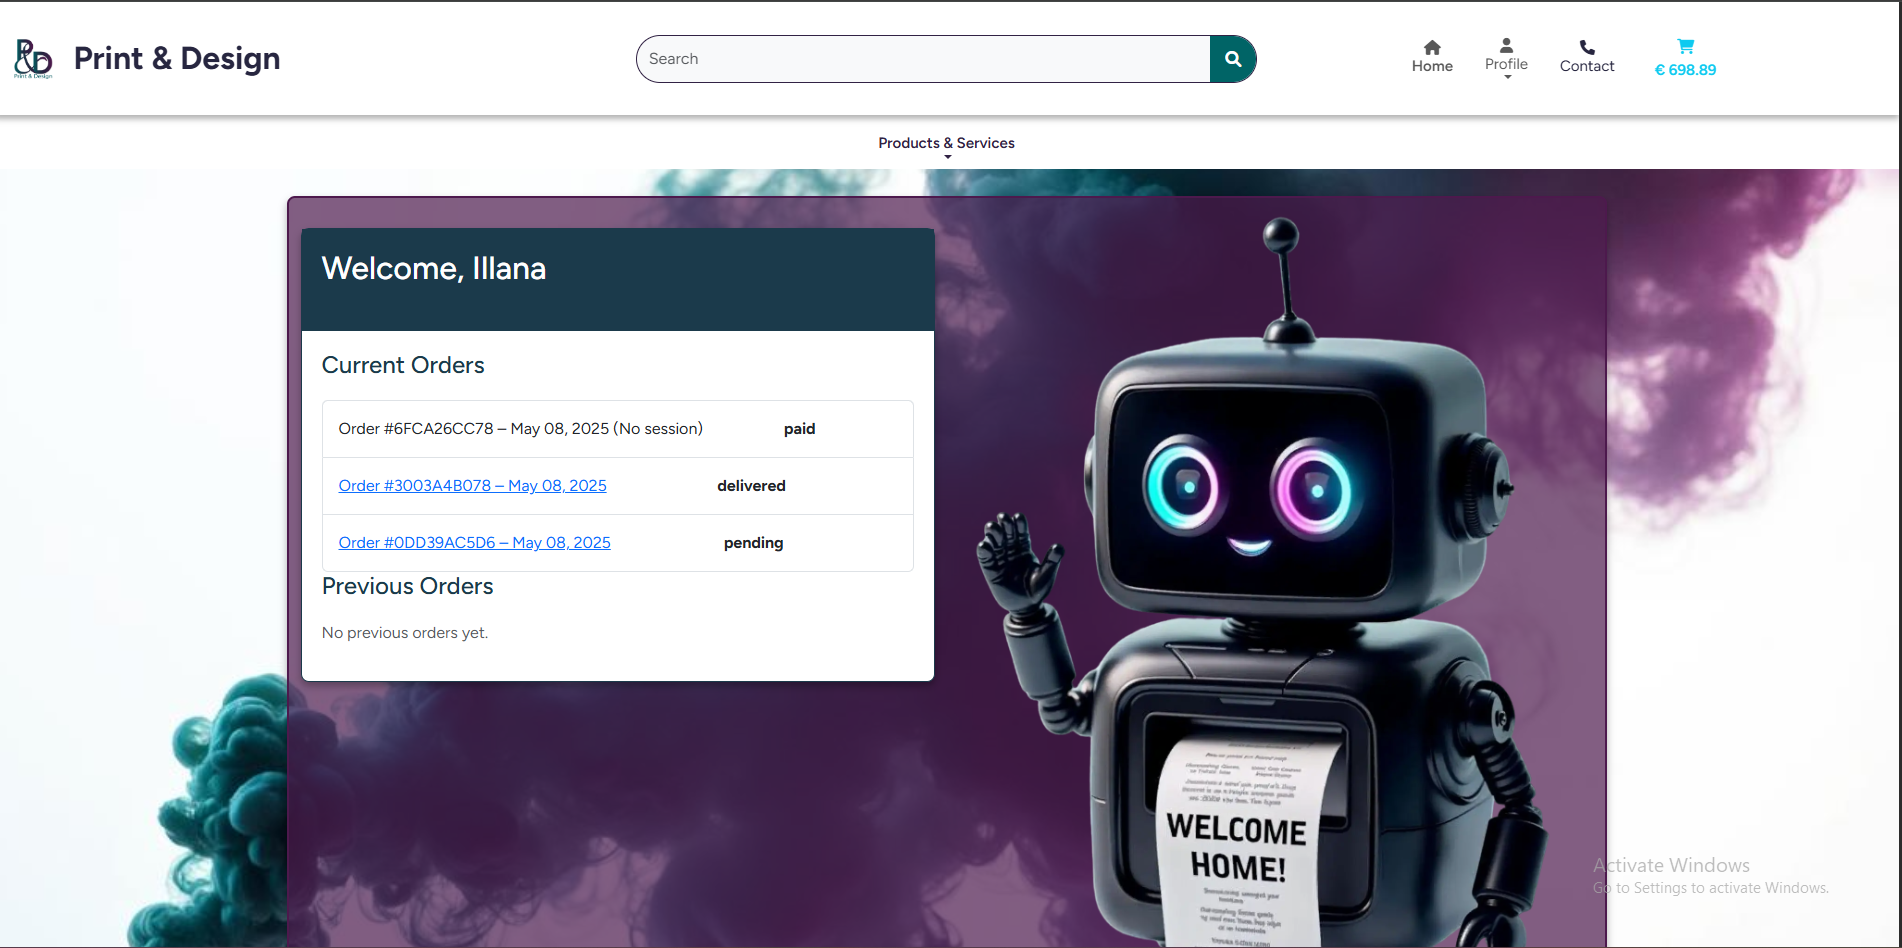 Print & Design
Print & Design
Search
Home
Profile
Contact
€ 698.89
Products & Services
Welcome, Illana
Current Orders
Order #6FCA26CC78 – May 08, 2025 (No session) paid
Order #3003A4B078 – May 08, 2025 delivered
Order #0DD39AC5D6 – May 08, 2025 pending
Previous Orders
No previous orders yet.
WELCOME
HOME!
Activate Windows
Go to Settings to activate Windows.